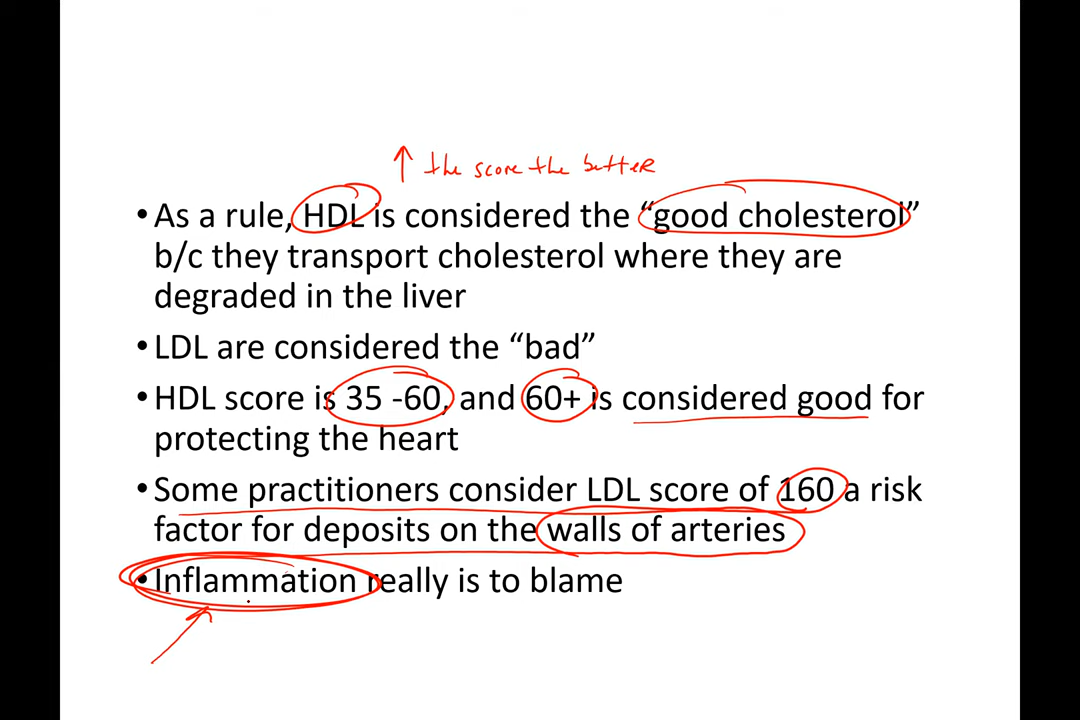 ↑ the score the better
• As a rule, HDL is considered the “good cholesterol”
b/c they transport cholesterol where they are
degraded in the liver
• LDL are considered the “bad”
• HDL score is 35 -60, and 60+ is considered good for
protecting the heart
• Some practitioners consider LDL score of 160 a risk
factor for deposits on the walls of arteries
• Inflammation really is to blame